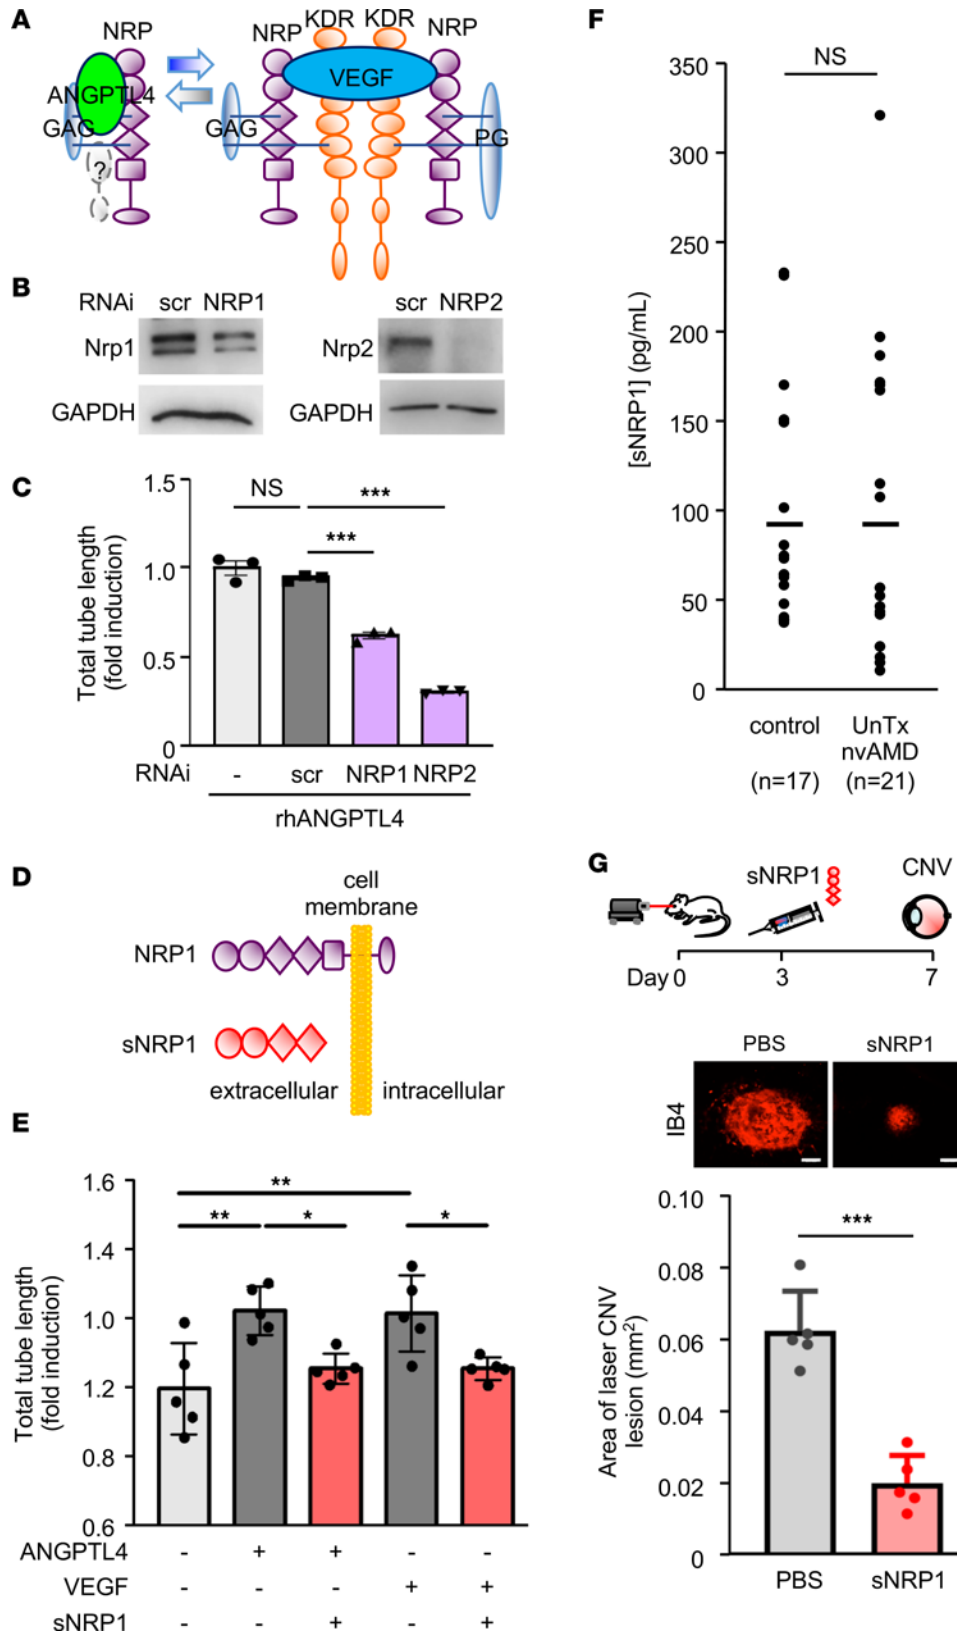 A
NRP
ANGPTL4
GAG
?
NRP
KDR
KDR
NRP
VEGF
GAG
PG
B
RNAi scr NRP1
Nrp1
GAPDH
scr NRP2
Nrp2
GAPDH
C
Total tube length
(fold induction)
1.5
1.0
0.5
0
NS
***
***
RNAi - scr NRP1 NRP2
rhANGPTL4
D
cell
membrane
NRP1
sNRP1
extracellular intracellular
E
Total tube length
(fold induction)
1.6
1.4
1.0
1.2
0.8
0.6
**
** * *
ANGPTL4 - + + - -
VEGF - - - + +
sNRP1 - - + - +
F
[sNRP1] (pg/mL)
350
300
250
200
150
100
50
0
NS
control UnTx
nvAMD
(n=17) (n=21)
G
sNRP1
CNV
Day 0 3 7
PBS sNRP1
IB4
Area of laser CNV
lesion (mm²)
0.10
0.08
0.06
0.04
0.02
0
***
PBS sNRP1